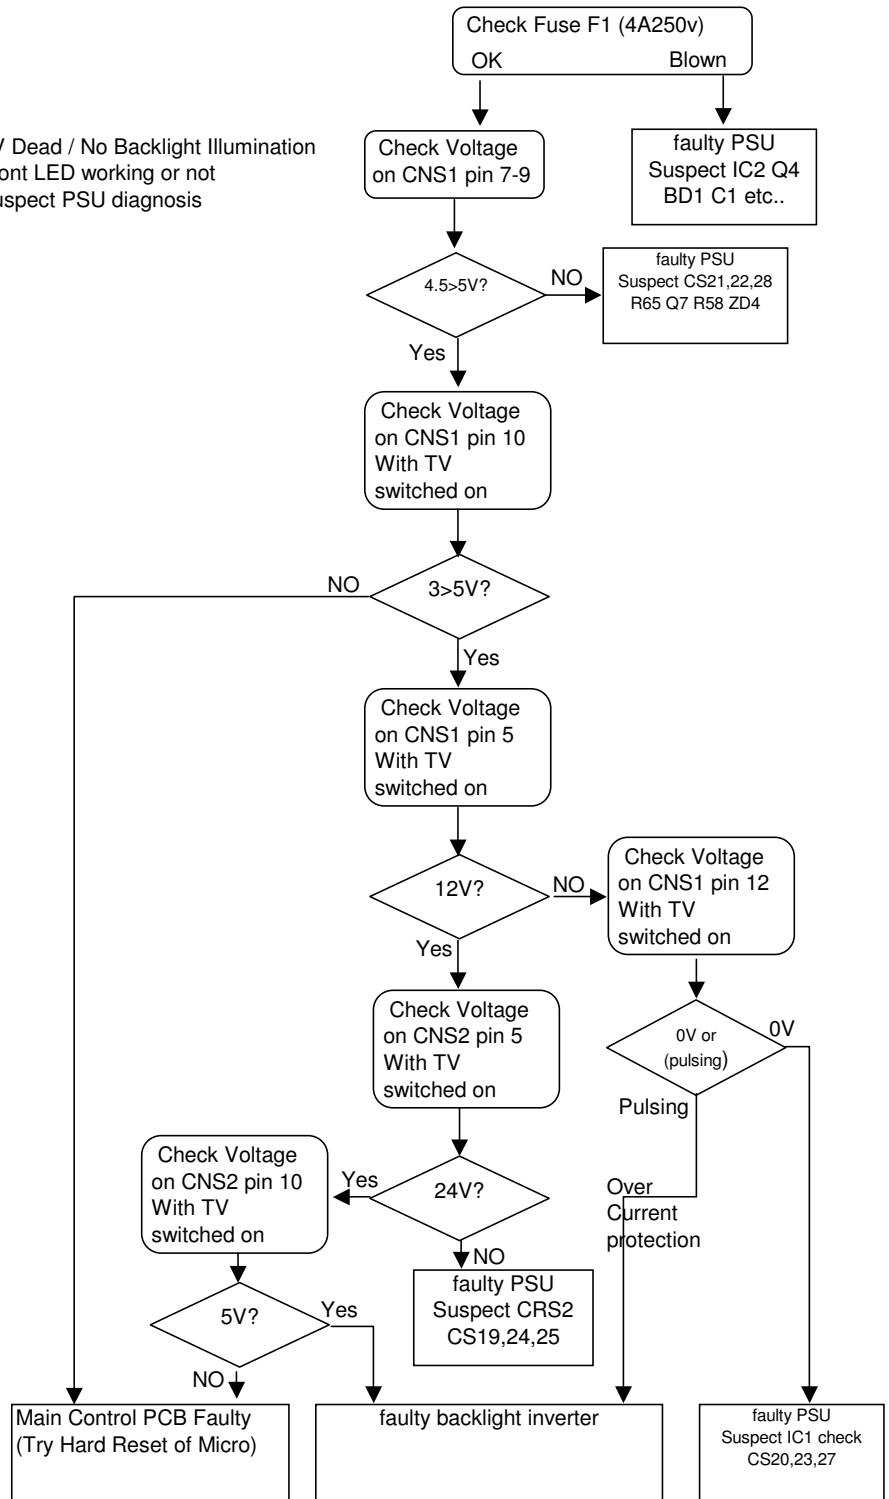 Check Fuse F1 (4A250v)
OK Blown
V Dead / No Backlight Illumination
ont LED working or not
uspect PSU diagnosis
Check Voltage
on CNS1 pin 7-9
faulty PSU
Suspect IC2 Q4
BD1 C1 etc..
4.5>5V?
NO
faulty PSU
Suspect CS21,22,28
R65 Q7 R58 ZD4
Yes
Check Voltage
on CNS1 pin 10
With TV
switched on
NO
3>5V?
Yes
Check Voltage
on CNS1 pin 5
With TV
switched on
12V?
NO
Check Voltage
on CNS1 pin 12
With TV
switched on
Yes
Check Voltage
on CNS2 pin 5
With TV
switched on
0V or
(pulsing)
0V
Pulsing
Over
Current
protection
24V?
Yes
Check Voltage
on CNS2 pin 10
With TV
switched on
NO
faulty PSU
Suspect CRS2
CS19,24,25
5V?
Yes
NO
Main Control PCB Faulty
(Try Hard Reset of Micro)
faulty backlight inverter
faulty PSU
Suspect IC1 check
CS20,23,27